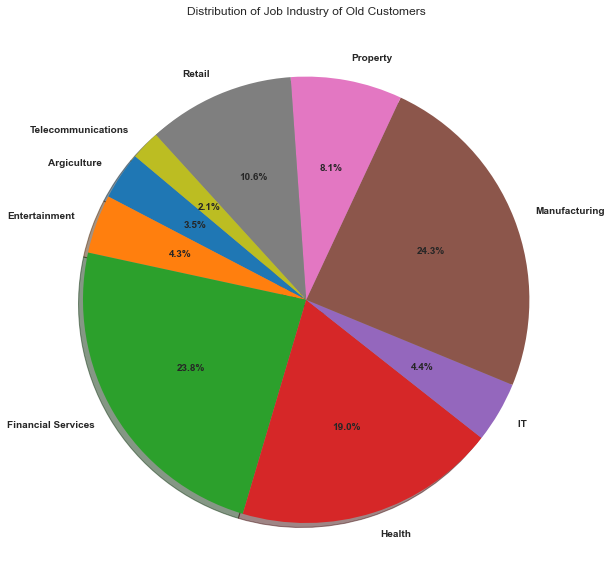 Distribution of Job Industry of Old Customers
Property
Retail
Telecommunications
Argiculture
Entertainment
Manufacturing
8.1%
10.6%
2.1%
3.5%
4.3%
24.3%
4.4%
23.8%
19.0%
Financial Services
IT
Health